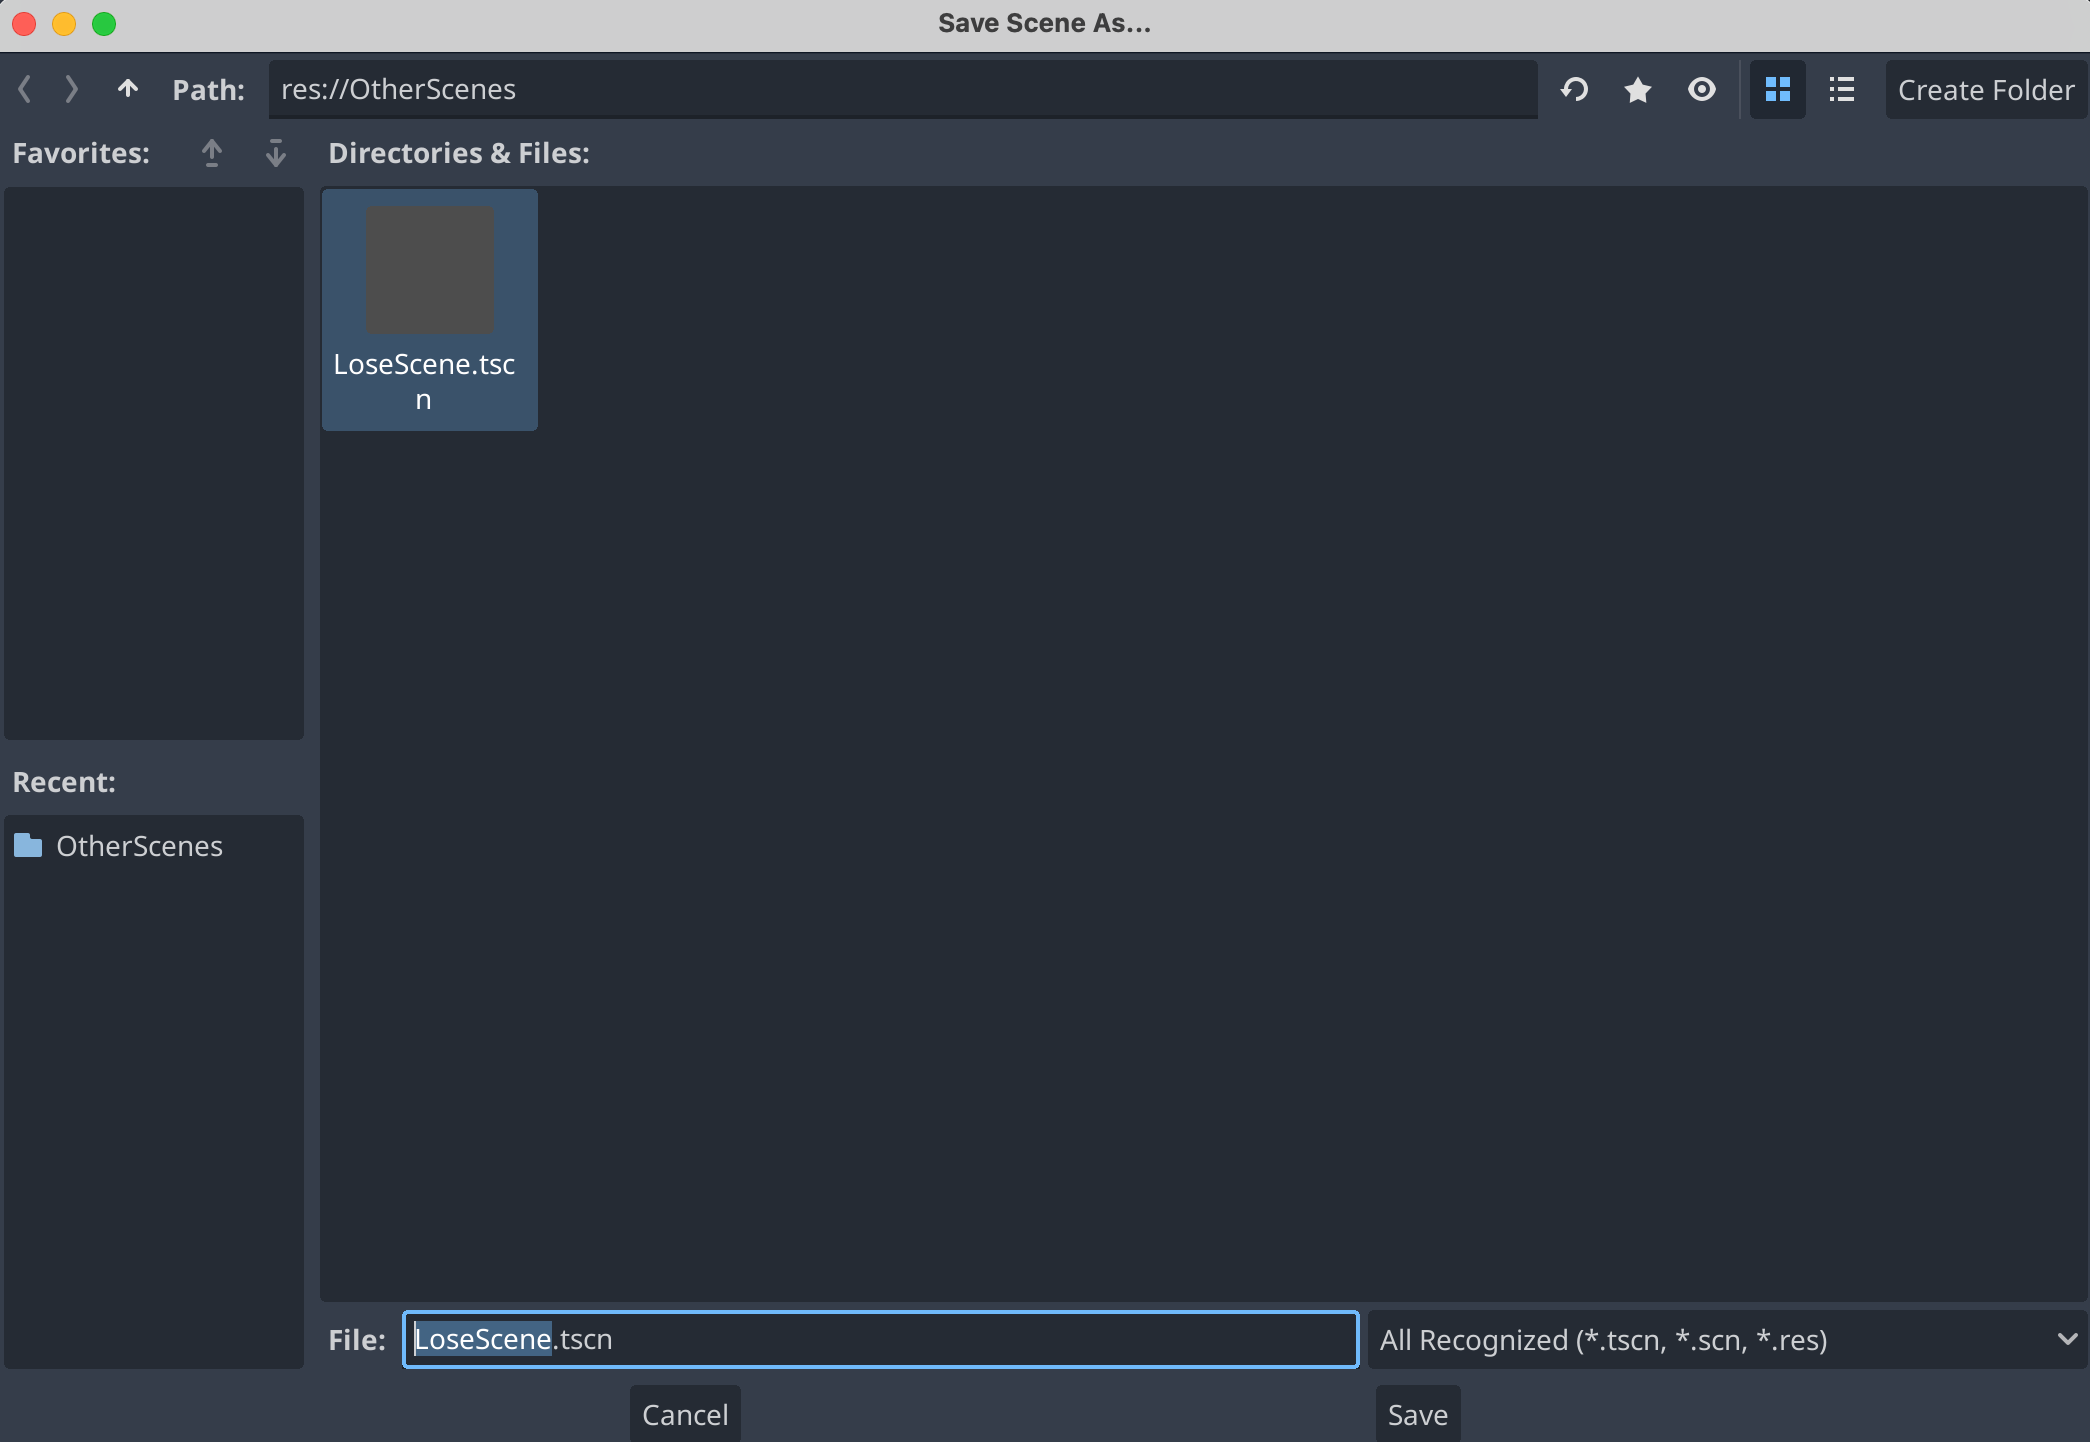 Save Scene As...
Path: res://OtherScenes Create Folder
Favorites: Directories & Files:
LoseScene.tsc
n
Recent:
OtherScenes
File: LoseScene.tscn All Recognized (*.tscn, *.scn, *.res)
Cancel Save